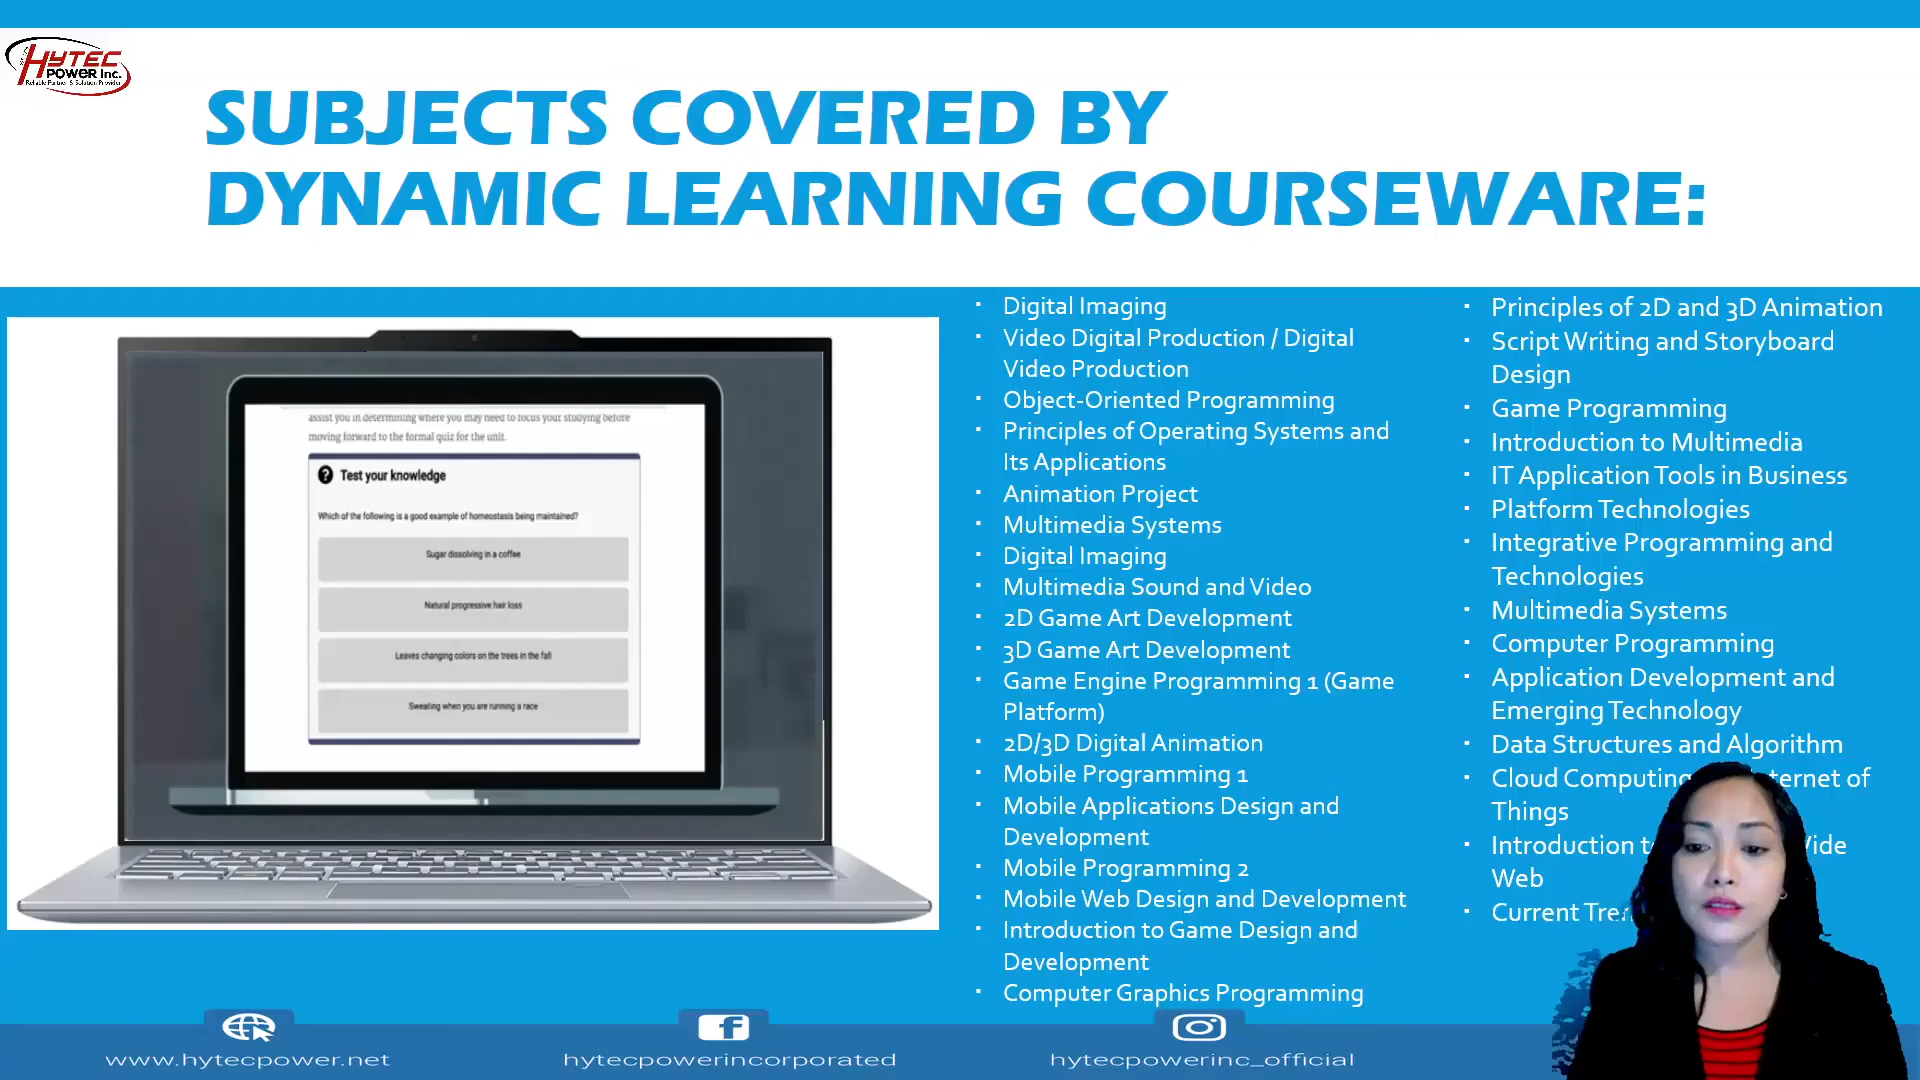 HYTEC
POWER Inc.
Reliable Partner & Solution Provider
SUBJECTS COVERED BY
DYNAMIC LEARNING COURSEWARE:
assist you in determining where you may need to focus your studying before
moving forward to the formal quiz for the unit.
? Test your knowledge
Which of the following is a good example of homeostasis being maintained?
Sugar dissolving in a coffee
Natural progressive hair loss
Leaves changing colors on the trees in the fall
Sweating when you are running a race
· Digital Imaging
· Video Digital Production / Digital
Video Production
· Object-Oriented Programming
· Principles of Operating Systems and
Its Applications
· Animation Project
· Multimedia Systems
· Digital Imaging
· Multimedia Sound and Video
· 2D Game Art Development
· 3D Game Art Development
· Game Engine Programming 1 (Game
Platform)
· 2D/3D Digital Animation
· Mobile Programming 1
· Mobile Applications Design and
Development
· Mobile Programming 2
· Mobile Web Design and Development
· Introduction to Game Design and
Development
· Computer Graphics Programming
· Principles of 2D and 3D Animation
· Script Writing and Storyboard
Design
· Game Programming
· Introduction to Multimedia
· IT Application Tools in Business
· Platform Technologies
· Integrative Programming and
Technologies
· Multimedia Systems
· Computer Programming
· Application Development and
Emerging Technology
· Data Structures and Algorithm
· Cloud Computing of
Things
· Introduction
Web
· Current
www.hytecpower.net
hytecpowerincorporated
hytecpowerinc_official